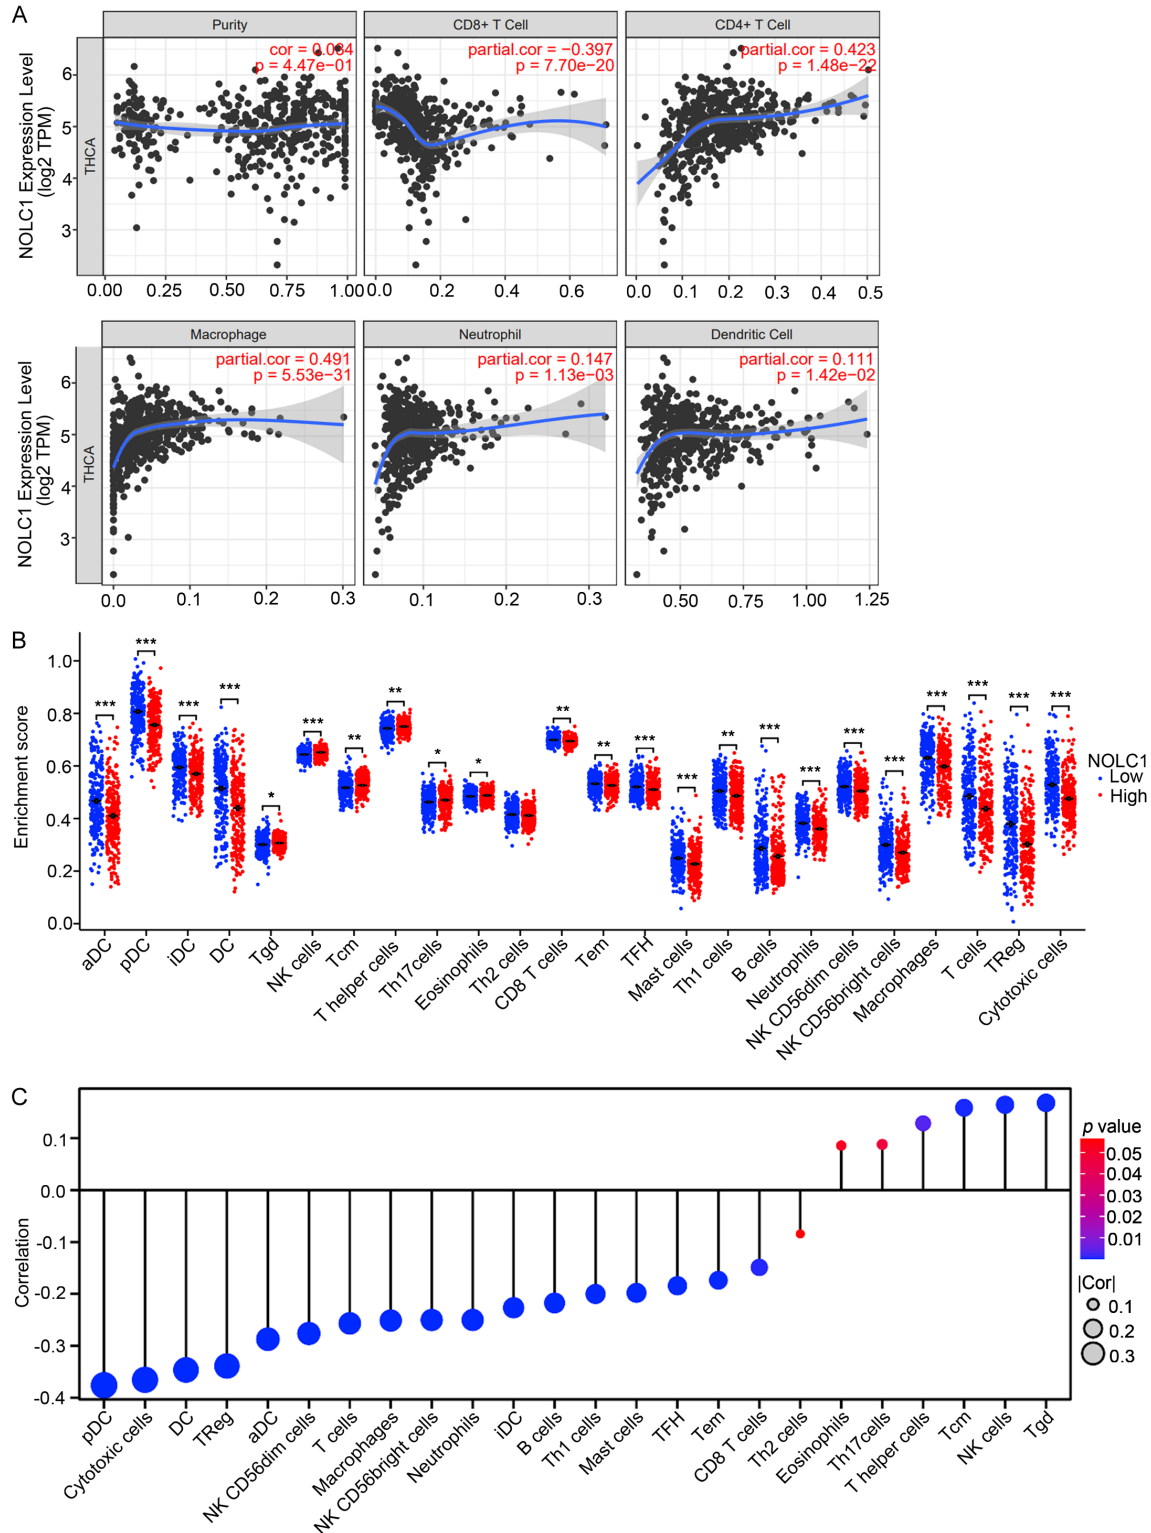 A
Purity
CD8+ T Cell
CD4+ T Cell
NOLC1 Expression Level
(log2 TPM)
THCA
cor = 0.034
p = 4.47e−01
partial.cor = −0.397
p = 7.70e−20
partial.cor = 0.423
p = 1.48e−22
6
5
4
3
0.00 0.25 0.50 0.75 1.00
0.0 0.2 0.4 0.6
0.0 0.1 0.2 0.3 0.4 0.5
Macrophage
Neutrophil
Dendritic Cell
NOLC1 Expression Level
(log2 TPM)
THCA
partial.cor = 0.491
p = 5.53e−31
partial.cor = 0.147
p = 1.13e−03
partial.cor = 0.111
p = 1.42e−02
6
5
4
3
0.0 0.1 0.2 0.3
0.1 0.2 0.3
0.50 0.75 1.00 1.25
B
Enrichment score
1.0
0.8
0.6
0.4
0.2
0.0
*** *** *** *** * *** ** ** * * ** ** *** *** ** *** *** *** *** *** *** *** ***
NOLC1
Low
High
aDC
pDC
iDC
DC
Tgd
NK cells
Tcm
T helper cells
Th17cells
Eosinophils
Th2 cells
CD8 T cells
Tem
TFH
Mast cells
Th1 cells
B cells
Neutrophils
NK CD56dim cells
NK CD56bright cells
Macrophages
T cells
TReg
Cytotoxic cells
C
Correlation
0.1
0.0
-0.1
-0.2
-0.3
-0.4
p value
0.05
0.04
0.03
0.02
0.01
|Cor|
0.1
0.2
0.3
pDC
Cytotoxic cells
DC
TReg
aDC
NK CD56dim cells
T cells
Macrophages
NK CD56bright cells
Neutrophils
iDC
B cells
Th1 cells
Mast cells
TFH
Tem
CD8 T cells
Th2 cells
Eosinophils
Th17cells
T helper cells
Tcm
NK cells
Tgd